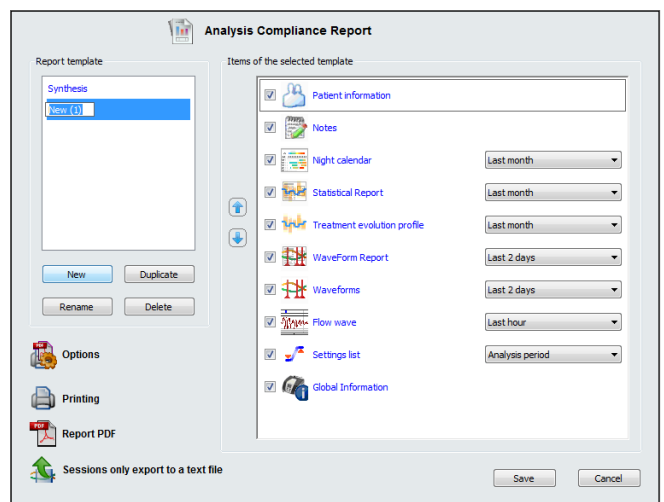 Analysis Compliance Report
Report template
Synthesis
New (1)
New
Duplicate
Rename
Delete
Options
Printing
PDF
Report PDF
Sessions only export to a text file
Items of the selected template
Patient information
Notes
Night calendar
Last month
Statistical Report
Last month
Treatment evolution profile
Last month
WaveForm Report
Last 2 days
Waveforms
Last 2 days
Flow wave
Last hour
Settings list
Analysis period
Global Information
Save
Cancel